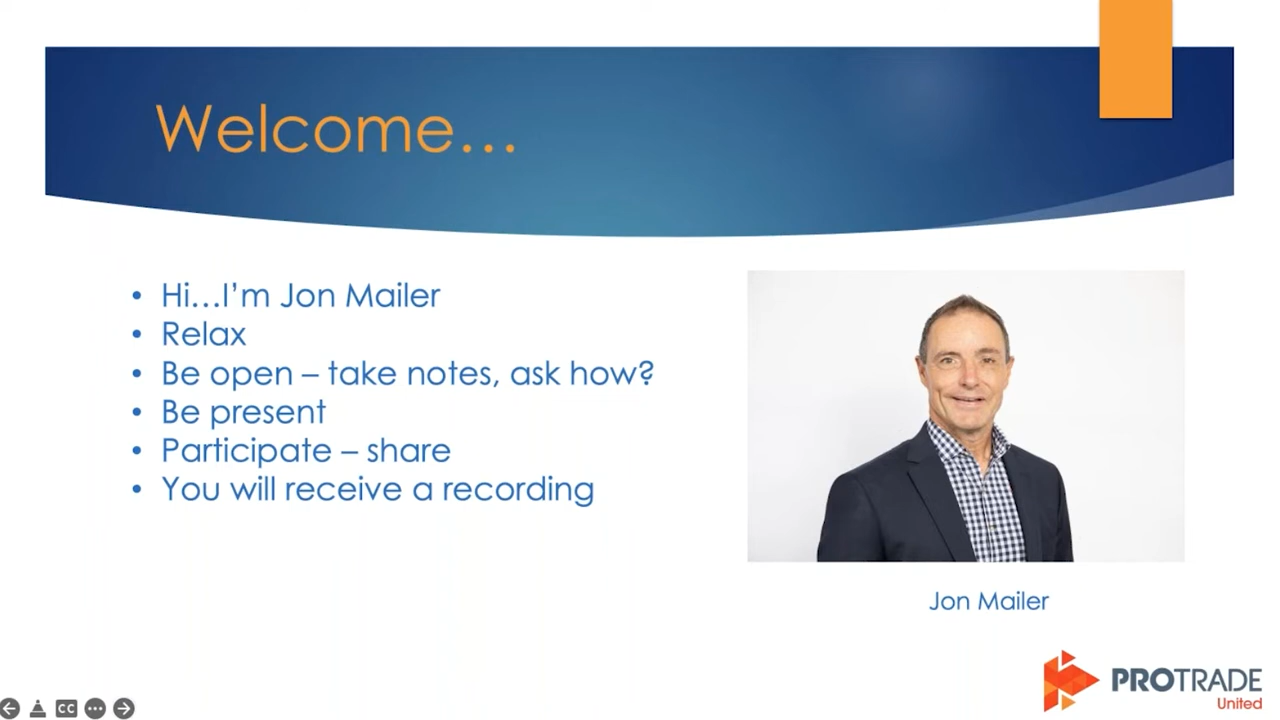 Welcome…
• Hi…I'm Jon Mailer
• Relax
• Be open – take notes, ask how?
• Be present
• Participate – share
• You will receive a recording
Jon Mailer
PROTRADE
United
CC